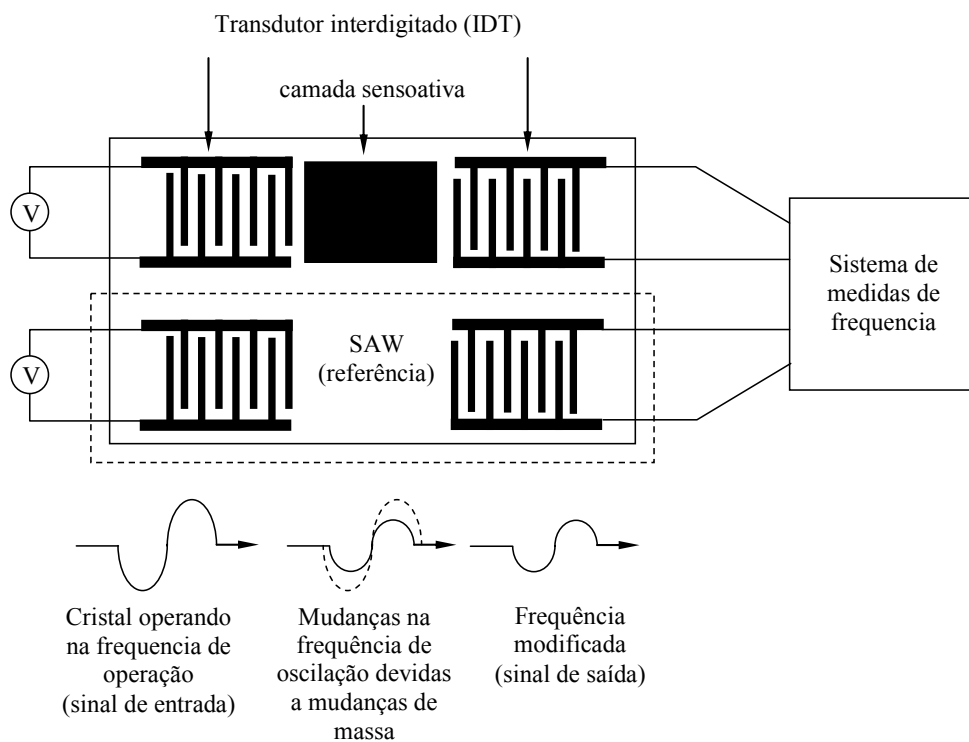 Transdutor interdigitado (IDT)
camada sensoativa
V
Sistema de
medidas de
frequencia
V
SAW
(referência)
Cristal operando
na frequencia de
operação
(sinal de entrada)
Mudanças na
frequência de
oscilação devidas
a mudanças de
massa
Frequência
modificada
(sinal de saída)